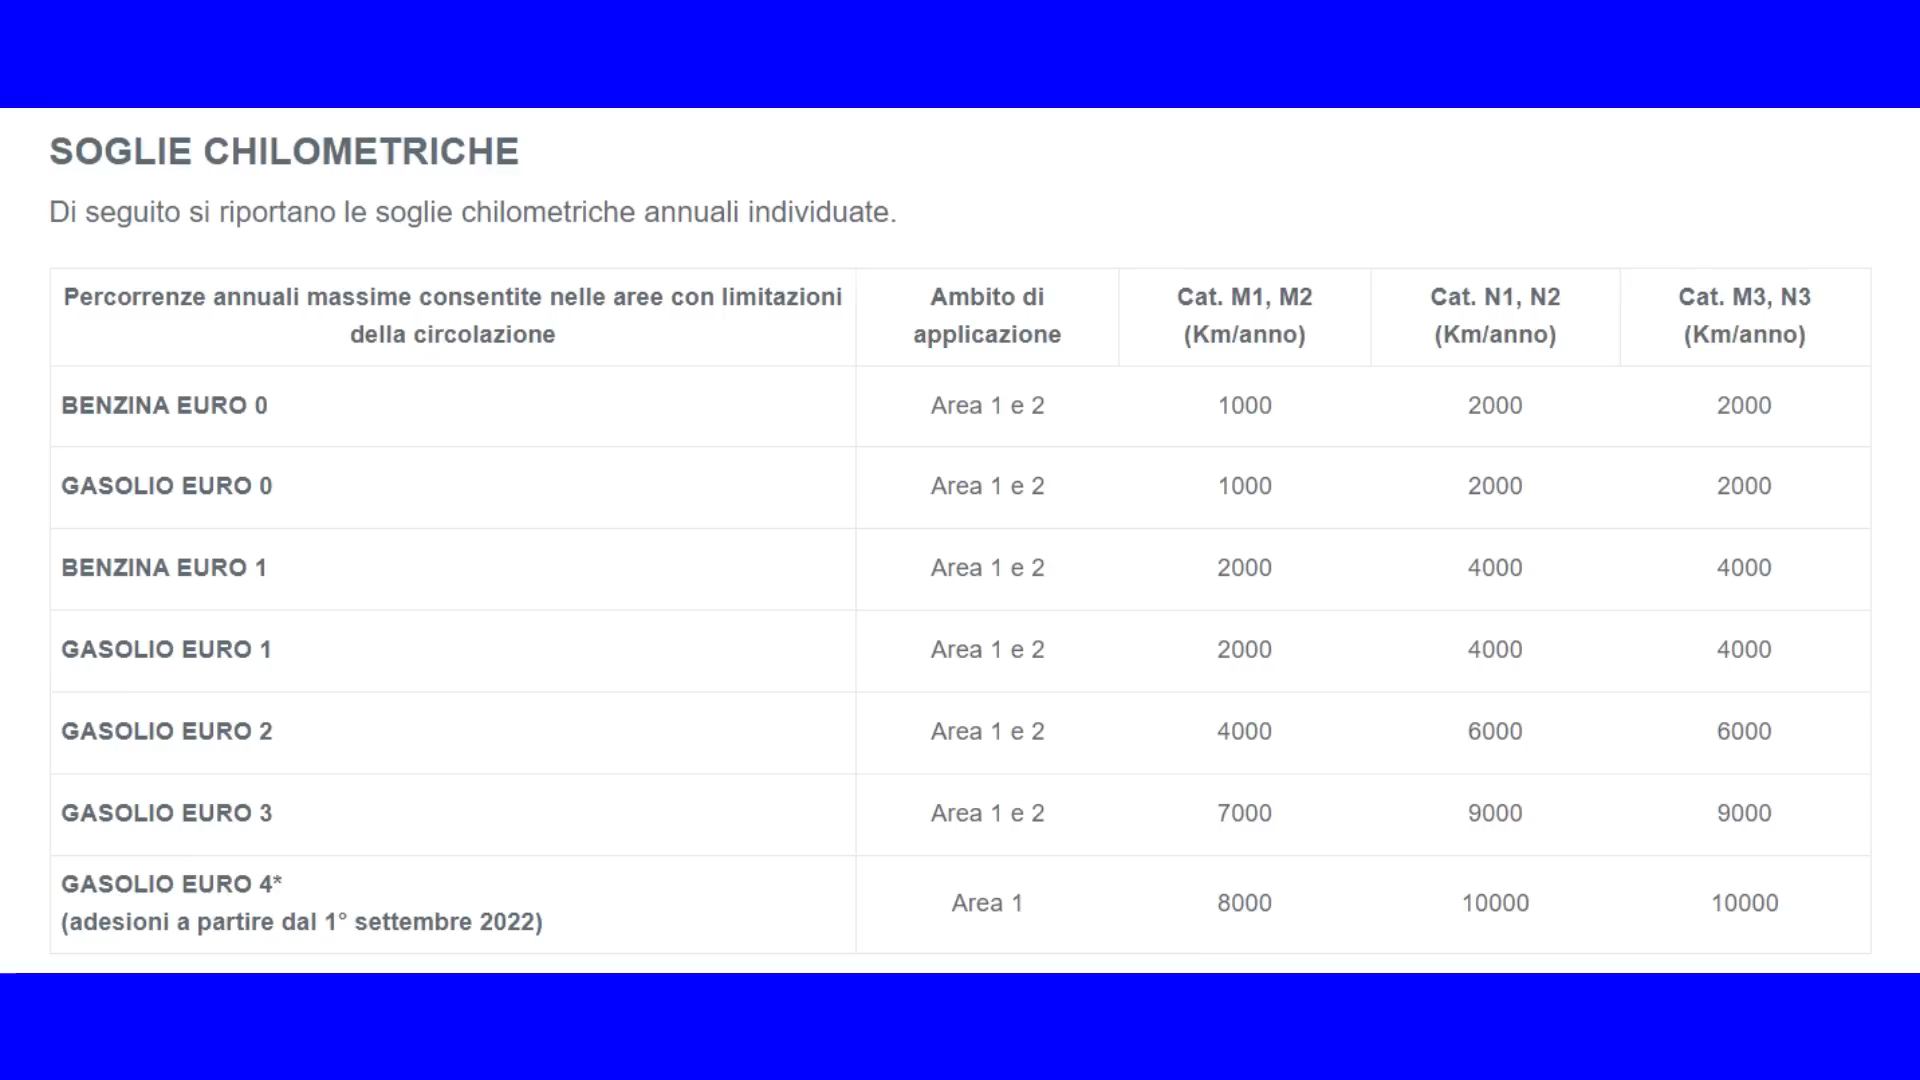 SOGLIE CHILOMETRICHE
Di seguito si riportano le soglie chilometriche annuali individuate.
Percorrenze annuali massime consentite nelle aree con limitazioni della circolazione Ambito di applicazione Cat. M1, M2 (Km/anno) Cat. N1, N2 (Km/anno) Cat. M3, N3 (Km/anno)
BENZINA EURO 0 Area 1 e 2 1000 2000 2000
GASOLIO EURO 0 Area 1 e 2 1000 2000 2000
BENZINA EURO 1 Area 1 e 2 2000 4000 4000
GASOLIO EURO 1 Area 1 e 2 2000 4000 4000
GASOLIO EURO 2 Area 1 e 2 4000 6000 6000
GASOLIO EURO 3 Area 1 e 2 7000 9000 9000
GASOLIO EURO 4* (adesioni a partire dal 1° settembre 2022) Area 1 8000 10000 10000